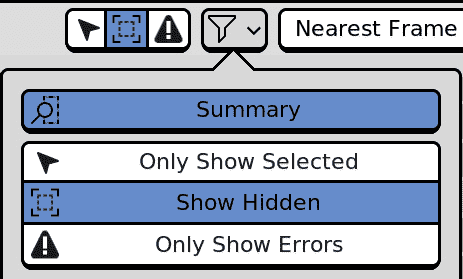 Nearest Frame
Summary
Only Show Selected
Show Hidden
Only Show Errors